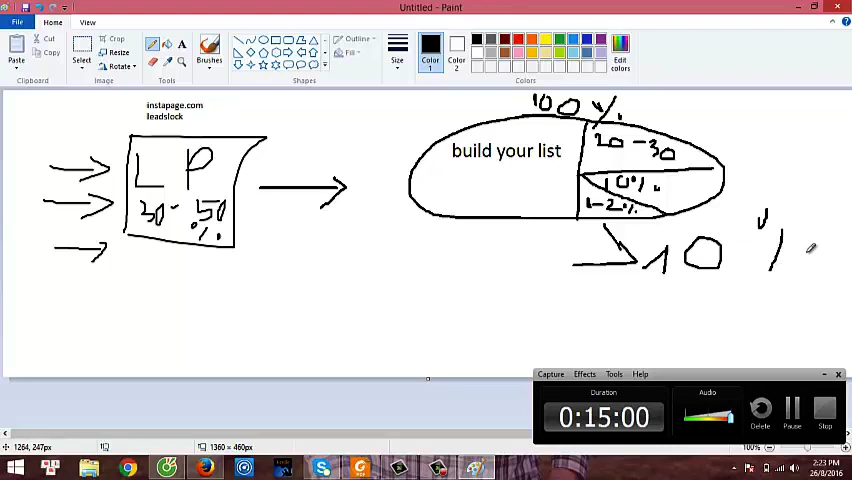 Untitled - Paint
File
Home
View
Paste
Cut
Copy
Clipboard
Select
Crop
Resize
Rotate
Image
Tools
Brushes
Shapes
Outline
Fill
Size
Color 1
Color 2
Edit colors
Colors
instapage.com
leadslock
L P
30 - 50
%
100 %
build your list
20 - 30
10%
1-2%
10 %
Capture
Effects
Tools
Help
Duration
0:15:00
Audio
Delete
Pause
Stop
1264, 247px
1360 × 460px
100%
2:23 PM
26/8/2016